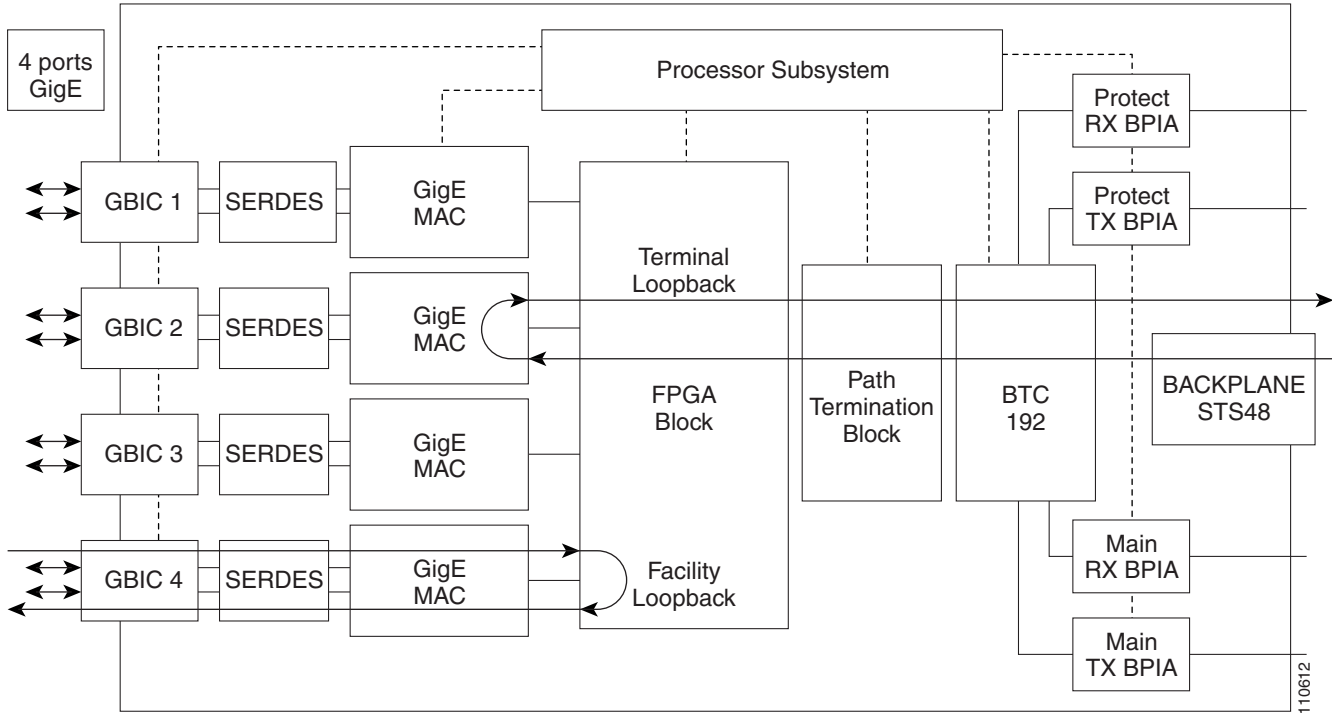 4 ports
GigE
Processor Subsystem
Protect
RX BPIA
GBIC 1
SERDES
GigE
MAC
Protect
TX BPIA
Terminal
Loopback
GBIC 2
SERDES
GigE
MAC
FPGA
Block
Path
Termination
Block
BTC
192
BACKPLANE
STS48
GBIC 3
SERDES
GigE
MAC
GBIC 4
SERDES
GigE
MAC
Facility
Loopback
Main
RX BPIA
Main
TX BPIA
110612